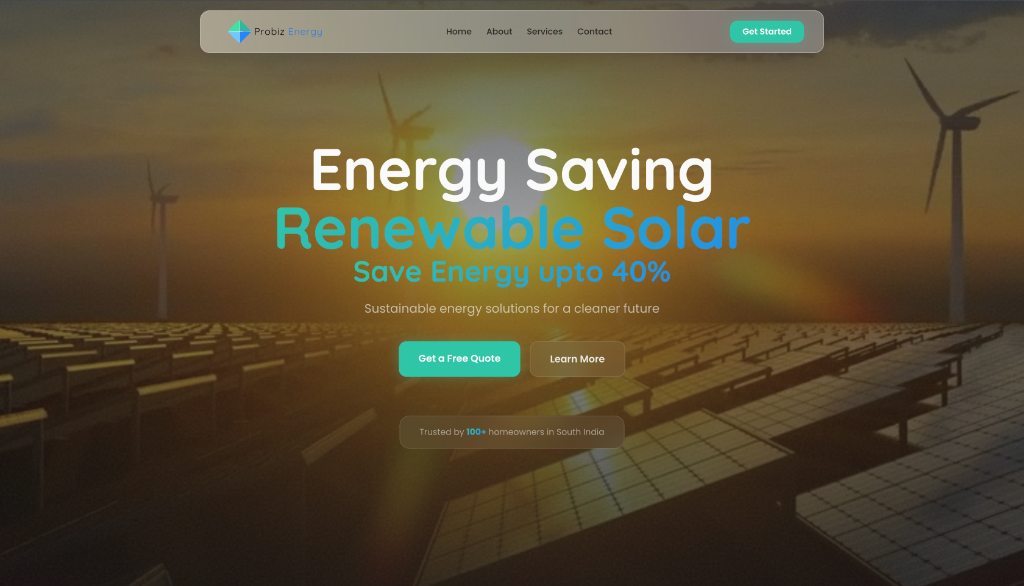 Probiz Energy
Home About Services Contact
Get Started
Energy Saving
Renewable Solar
Save Energy upto 40%
Sustainable energy solutions for a cleaner future
Get a Free Quote
Learn More
Trusted by 100+ homeowners in South India